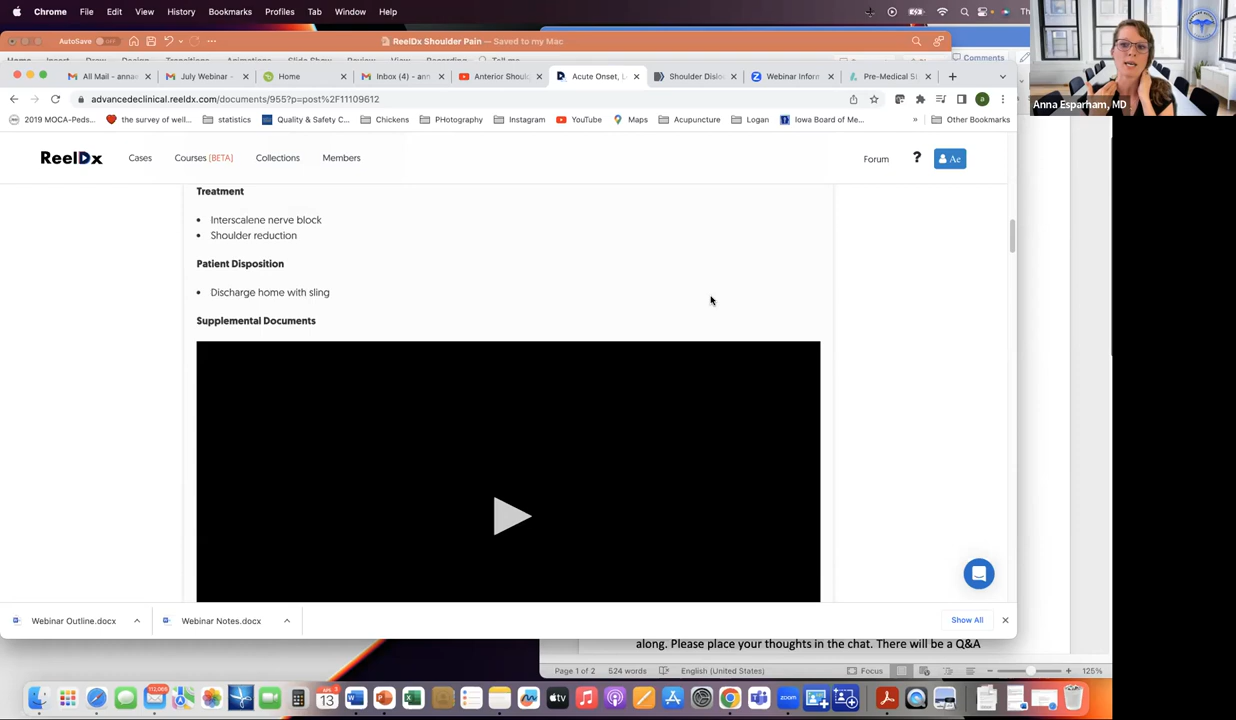 Chrome File Edit View History Bookmarks Profiles Tab Window Help
AutoSave
ReelDx Shoulder Pain — Saved to my Mac
Comments
All Mail - annae
July Webinar -
Home
Inbox (4) - ann
Anterior Should
Acute Onset, L
Shoulder Disloc
Webinar Inform
Pre-Medical S
Anna Esparham, MD
advancedeclinical.reeldx.com/documents/955?p=post%2F11109612
2019 MOCA-Peds...
the survey of well...
statistics
Quality & Safety C...
Chickens
PHotography
Instagram
YouTube
Maps
Acupuncture
Logan
Iowa Board of Me...
»
Other Bookmarks
ReelDx
Cases
Courses [BETA]
Collections
Members
Forum
?
Ae
Treatment
• Interscalene nerve block
• Shoulder reduction
Patient Disposition
• Discharge home with sling
Supplemental Documents
Webinar Outline.docx
Webinar Notes.docx
Show All
along. Please place your thoughts in the chat. There will be a Q&A
Page 1 of 2 524 words English (United States) Focus 125%